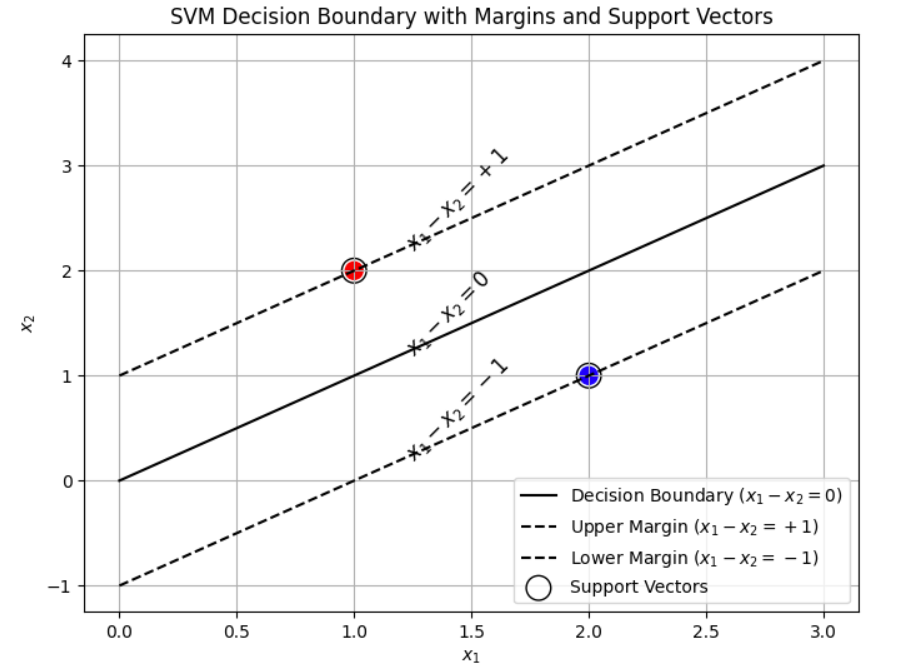 SVM Decision Boundary with Margins and Support Vectors
4
3
2
1
0
−1
x₂
x₁ − x₂ = +1
x₁ − x₂ = 0
x₁ − x₂ = −1
Decision Boundary (x₁ − x₂ = 0)
Upper Margin (x₁ − x₂ = +1)
Lower Margin (x₁ − x₂ = −1)
Support Vectors
0.0 0.5 1.0 1.5 2.0 2.5 3.0
x₁